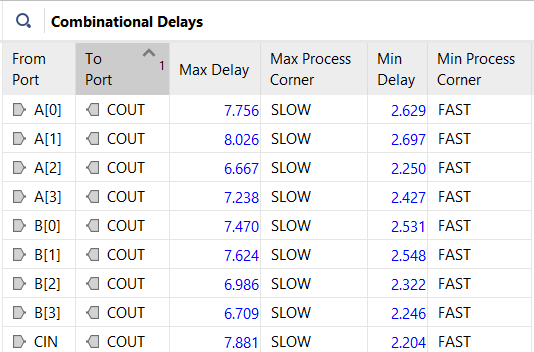 Combinational Delays
From Port To Port 1 Max Delay Max Process Corner Min Delay Min Process Corner
A[0] COUT 7.756 SLOW 2.629 FAST
A[1] COUT 8.026 SLOW 2.697 FAST
A[2] COUT 6.667 SLOW 2.250 FAST
A[3] COUT 7.238 SLOW 2.427 FAST
B[0] COUT 7.470 SLOW 2.531 FAST
B[1] COUT 7.624 SLOW 2.548 FAST
B[2] COUT 6.986 SLOW 2.322 FAST
B[3] COUT 6.709 SLOW 2.246 FAST
CIN COUT 7.881 SLOW 2.204 FAST